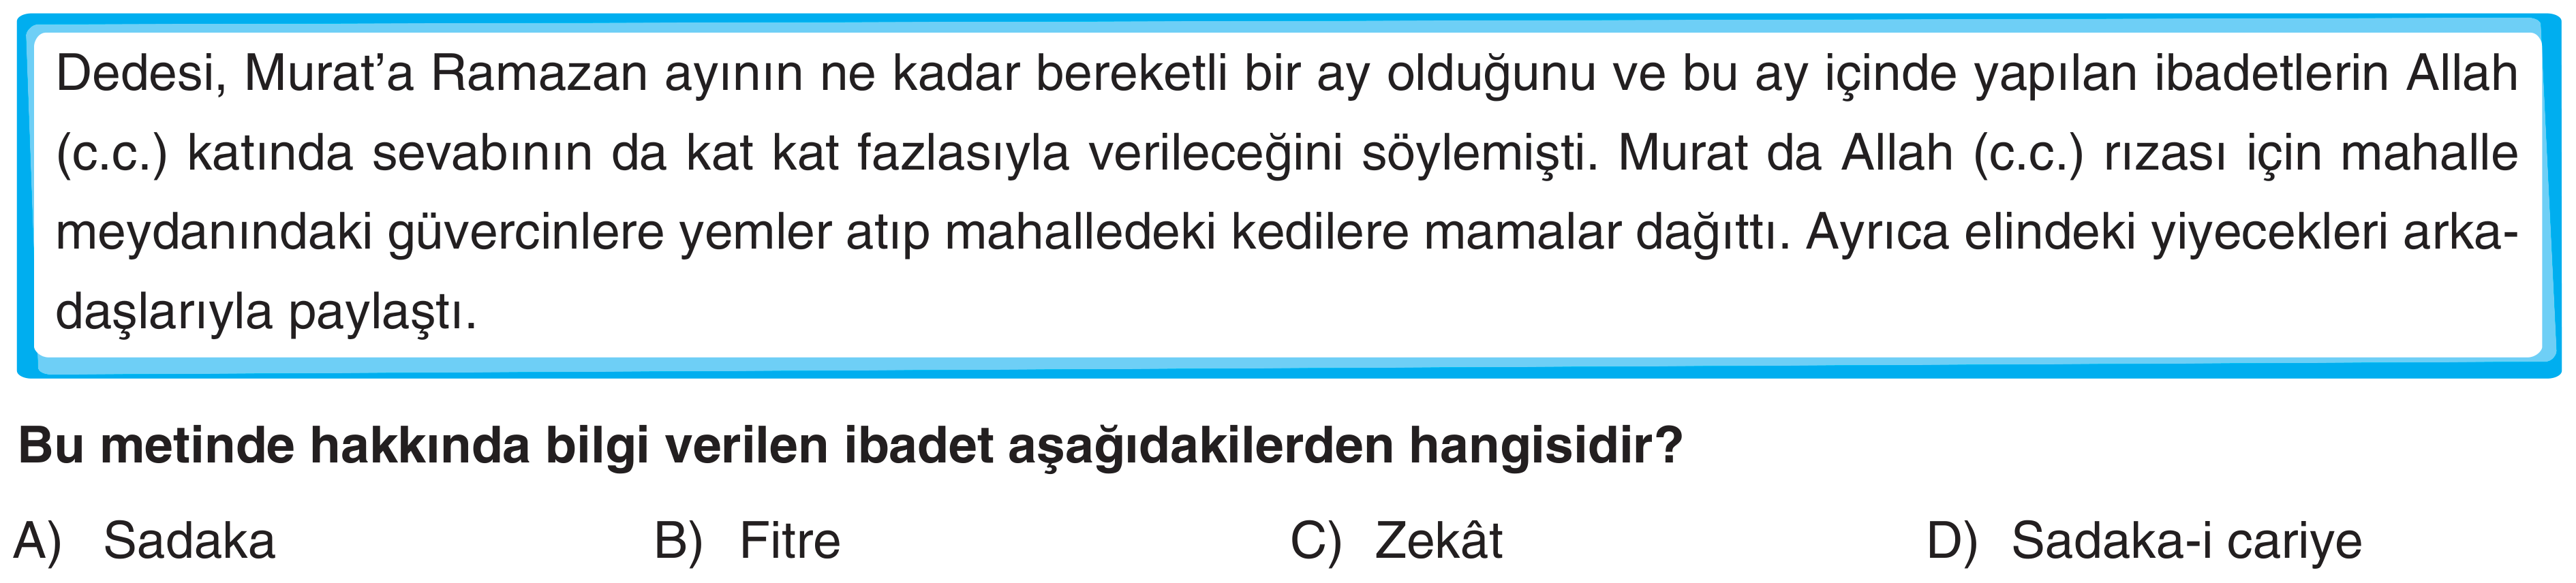 Dedesi, Murat’a Ramazan ayının ne kadar bereketli bir ay olduğunu ve bu ay içinde yapılan ibadetlerin Allah
(c.c.) katında sevabının da kat kat fazlasıyla verileceğini söylemişti. Murat da Allah (c.c.) rızası için mahalle
meydanındaki güvercinlere yemler atıp mahalledeki kedilere mamalar dağıttı. Ayrıca elindeki yiyecekleri arka-
daşlarıyla paylaştı.
Bu metinde hakkında bilgi verilen ibadet aşağıdakilerden hangisidir?
A) Sadaka B) Fitre C) Zekât D) Sadaka-i cariye